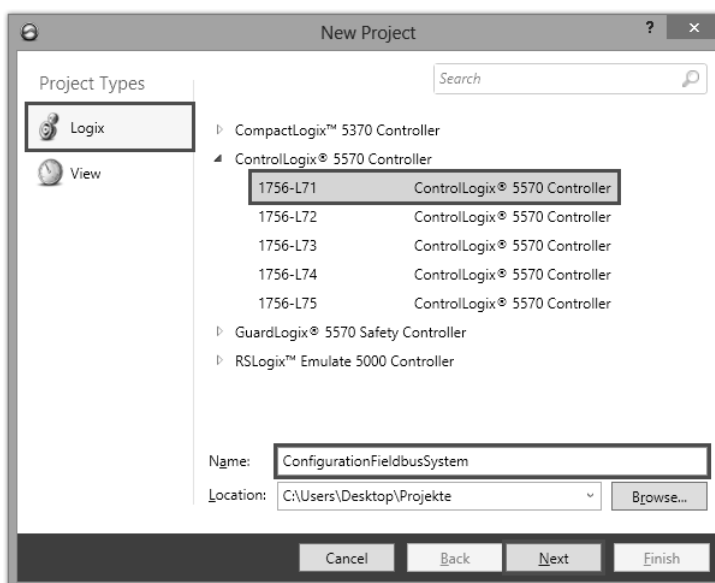 New Project
? ×
Project Types
Search
Logix
View
CompactLogix™ 5370 Controller
ControlLogix® 5570 Controller
1756-L71 ControlLogix® 5570 Controller
1756-L72 ControlLogix® 5570 Controller
1756-L73 ControlLogix® 5570 Controller
1756-L74 ControlLogix® 5570 Controller
1756-L75 ControlLogix® 5570 Controller
GuardLogix® 5570 Safety Controller
RSLogix™ Emulate 5000 Controller
Name: ConfigurationFieldbusSystem
Location: C:\Users\Desktop\Projekte Browse...
Cancel Back Next Finish